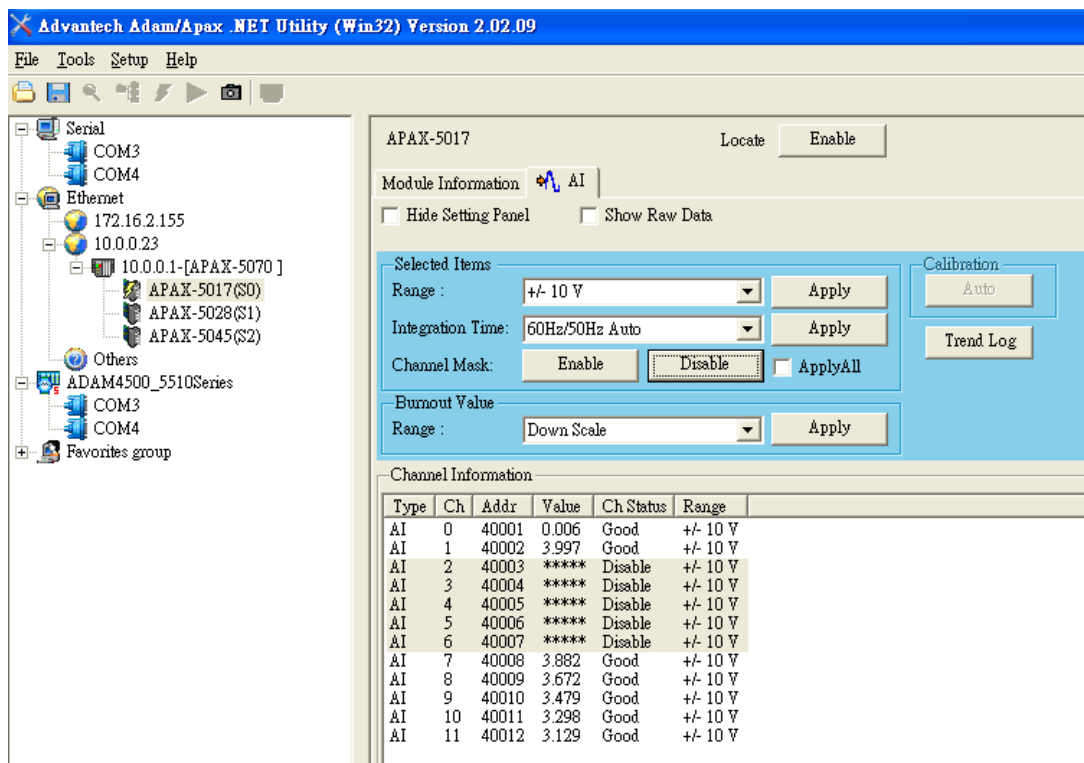 Advantech Adam/Apax .NET Utility (Win32) Version 2.02.09
File Tools Setup Help
Serial
COM3
COM4
Ethernet
172.16.2.155
10.0.0.23
10.0.0.1-[APAX-5070 ]
APAX-5017(S0)
APAX-5028(S1)
APAX-5045(S2)
Others
ADAM4500_5510Series
COM3
COM4
Favorites group
APAX-5017 Locate Enable
Module Information AI
Hide Setting Panel Show Raw Data
Selected Items
Range : +/- 10 V Apply
Integration Time: 60Hz/50Hz Auto Apply
Channel Mask: Enable Disable ApplyAll
Burnout Value
Range : Down Scale Apply
Calibration
Auto
Trend Log
Channel Information
Type Ch Addr Value Ch Status Range
AI 0 40001 0.006 Good +/- 10 V
AI 1 40002 3.997 Good +/- 10 V
AI 2 40003 ***** Disable +/- 10 V
AI 3 40004 ***** Disable +/- 10 V
AI 4 40005 ***** Disable +/- 10 V
AI 5 40006 ***** Disable +/- 10 V
AI 6 40007 ***** Disable +/- 10 V
AI 7 40008 3.882 Good +/- 10 V
AI 8 40009 3.672 Good +/- 10 V
AI 9 40010 3.479 Good +/- 10 V
AI 10 40011 3.298 Good +/- 10 V
AI 11 40012 3.129 Good +/- 10 V